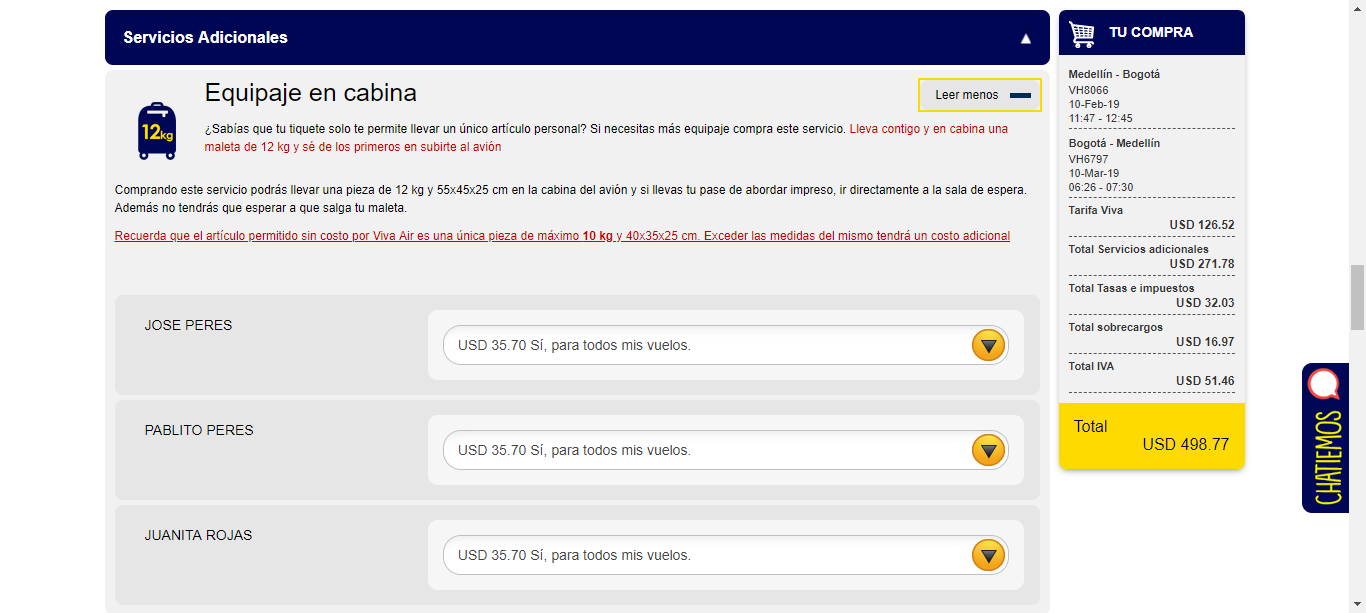 Servicios Adicionales
▲
12kg
Equipaje en cabina
Leer menos
¿Sabías que tu tiquete solo te permite llevar un único artículo personal? Si necesitas más equipaje compra este servicio. Lleva contigo y en cabina una
maleta de 12 kg y sé de los primeros en subirte al avión
Comprando este servicio podrás llevar una pieza de 12 kg y 55x45x25 cm en la cabina del avión y si llevas tu pase de abordar impreso, ir directamente a la sala de espera.
Además no tendrás que esperar a que salga tu maleta.
Recuerda que el artículo permitido sin costo por Viva Air es una única pieza de máximo 10 kg y 40x35x25 cm. Exceder las medidas del mismo tendrá un costo adicional
JOSE PERES
USD 35.70 Sí, para todos mis vuelos.
PABLITO PERES
USD 35.70 Sí, para todos mis vuelos.
JUANITA ROJAS
USD 35.70 Sí, para todos mis vuelos.
TU COMPRA
Medellín - Bogotá
VH8066
10-Feb-19
11:47 - 12:45
Bogotá - Medellín
VH6797
10-Mar-19
06:26 - 07:30
Tarifa Viva
USD 126.52
Total Servicios adicionales
USD 271.78
Total Tasas e impuestos
USD 32.03
Total sobrecargos
USD 16.97
Total IVA
USD 51.46
Total
USD 498.77
CHATIEMOS